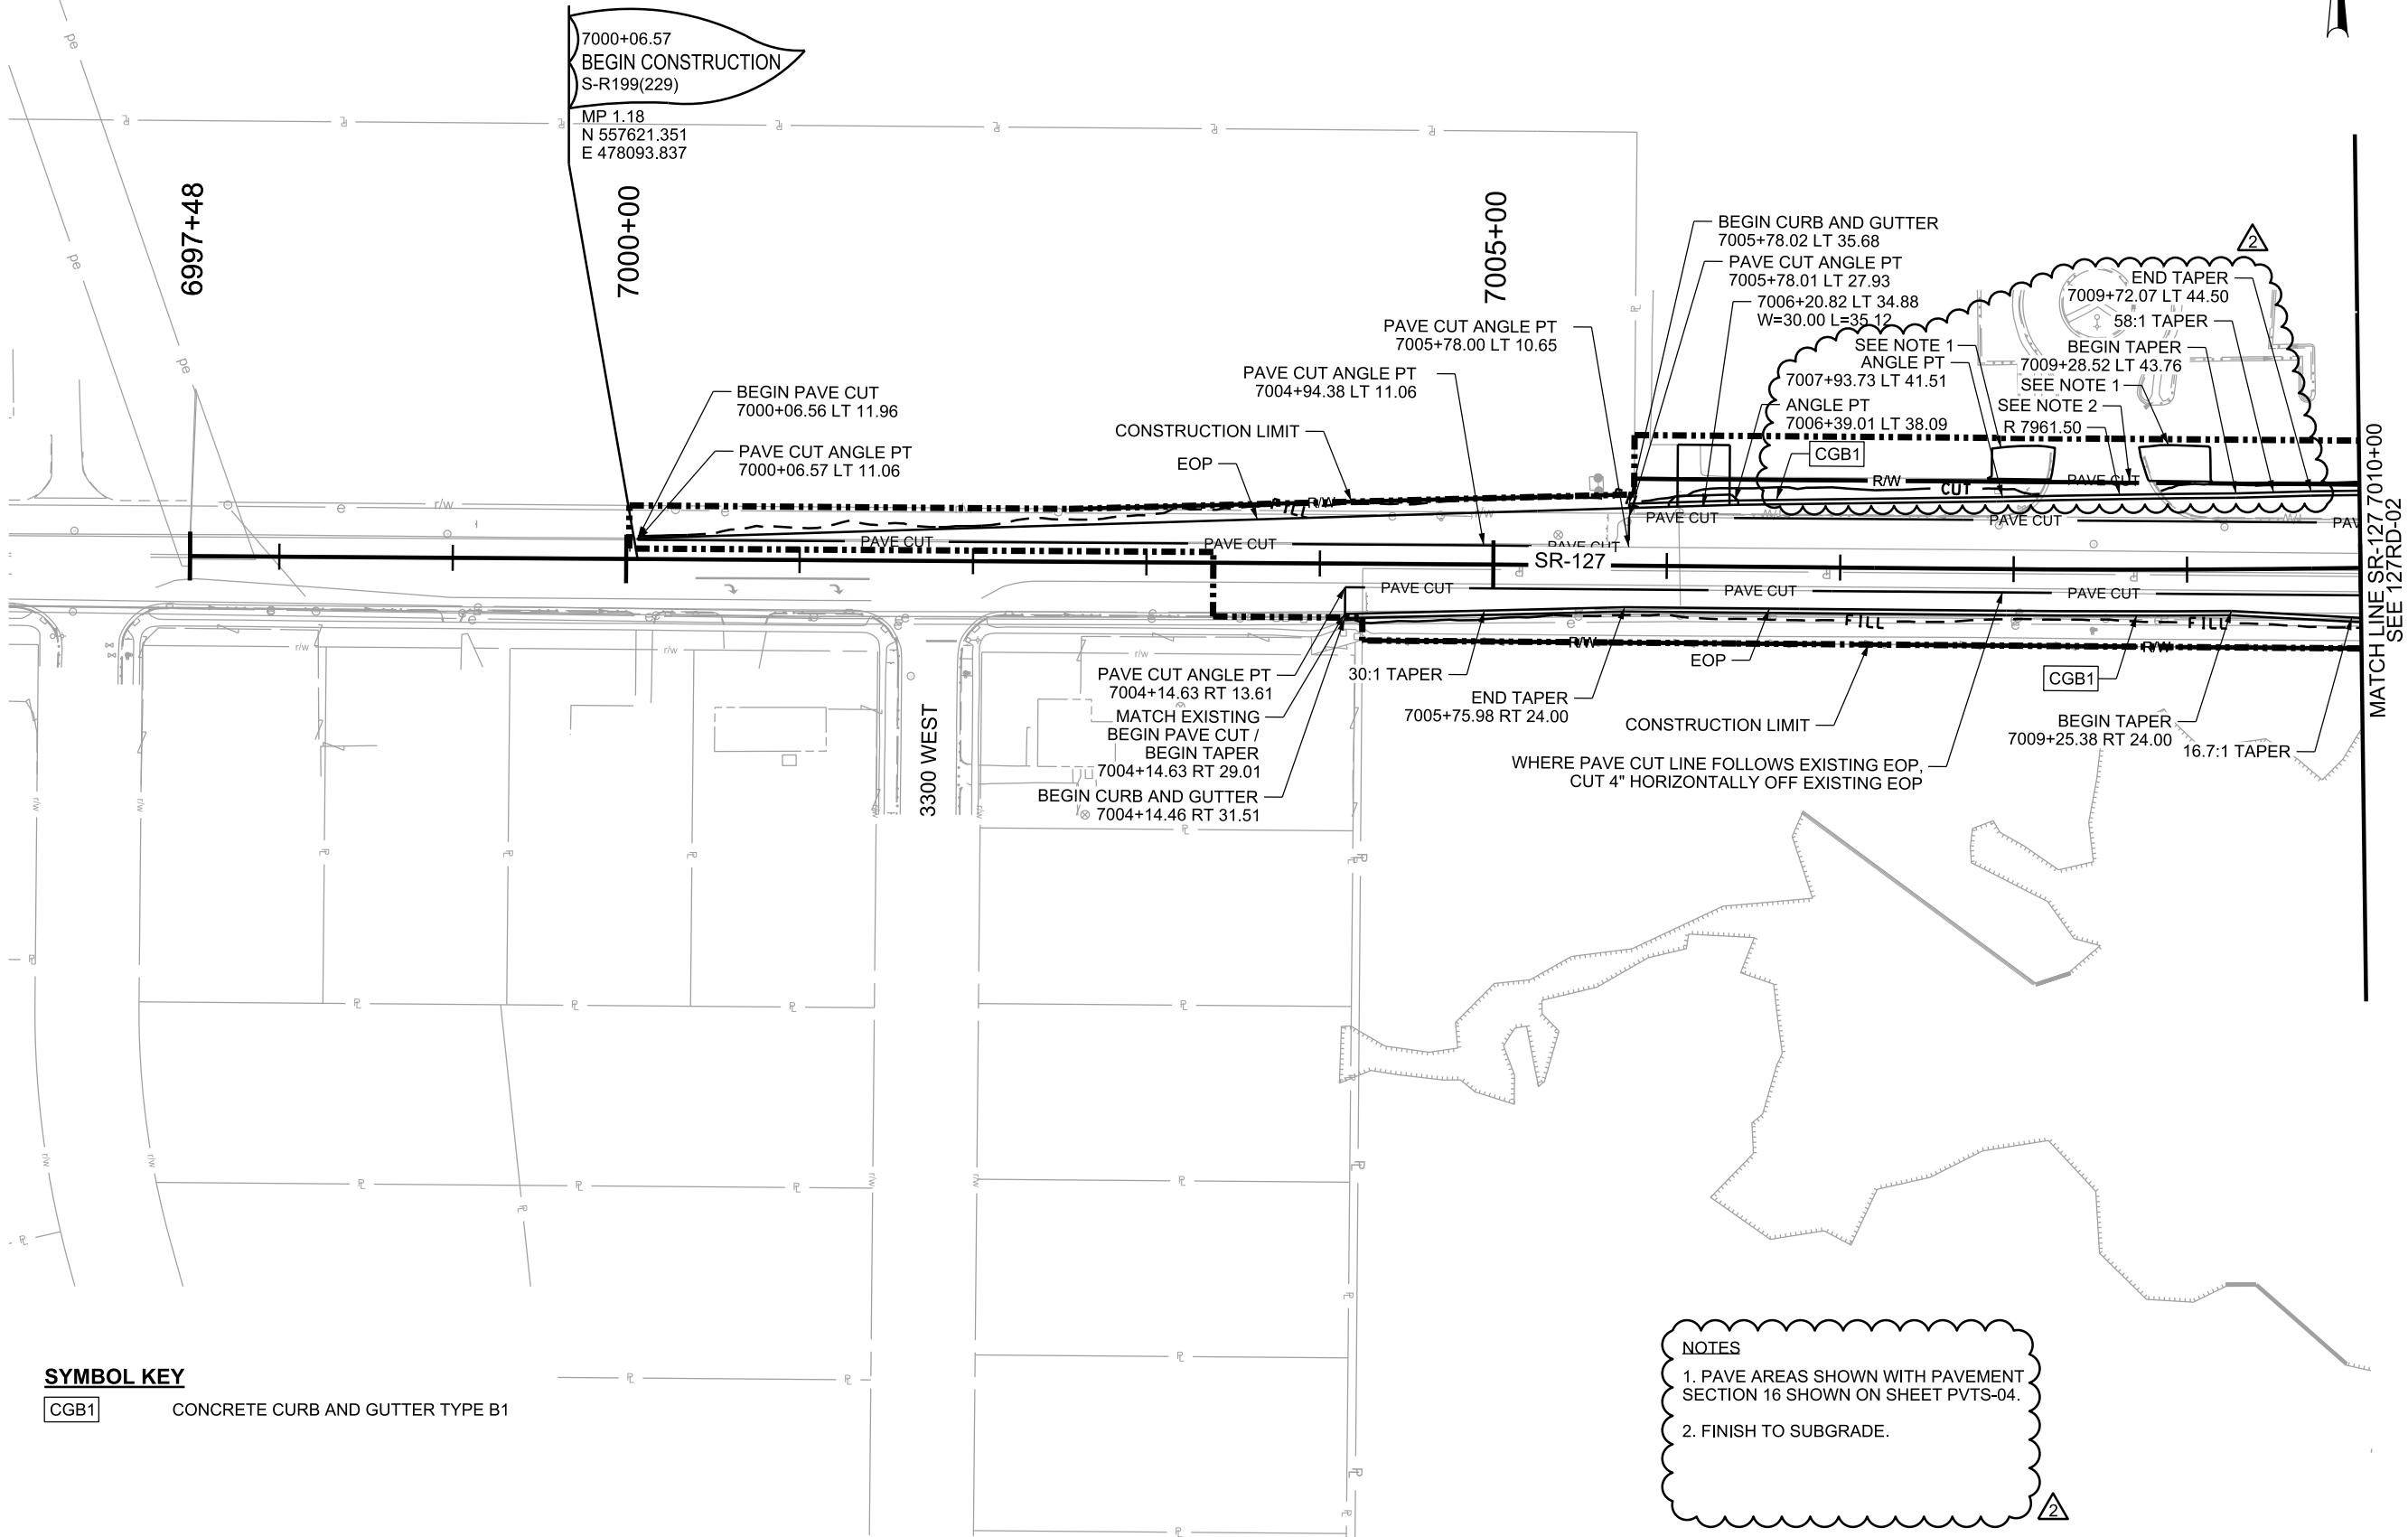 7000+06.57
BEGIN CONSTRUCTION
S-R199(229)
MP 1.18
N 557621.351
E 478093.837
6997+48
7000+00
7005+00
BEGIN PAVE CUT
7000+06.56 LT 11.96
PAVE CUT ANGLE PT
7000+06.57 LT 11.06
CONSTRUCTION LIMIT
EOP
PAVE CUT ANGLE PT
7004+94.38 LT 11.06
PAVE CUT ANGLE PT
7005+78.00 LT 10.65
BEGIN CURB AND GUTTER
7005+78.02 LT 35.68
PAVE CUT ANGLE PT
7005+78.01 LT 27.93
7006+20.82 LT 34.88
W=30.00 L=35.12
SEE NOTE 1
ANGLE PT
7007+93.73 LT 41.51
ANGLE PT
7006+39.01 LT 38.09
CGB1
2
END TAPER
7009+72.07 LT 44.50
58:1 TAPER
BEGIN TAPER
7009+28.52 LT 43.76
SEE NOTE 1
SEE NOTE 2
R 7961.50
MATCH LINE SR-127 7010+00
SEE 127RD-02
pe
pe
pe
pe
r/w
FILL
R/W
R/W
CUT
PAVE CUT
PAVE CUT
PAVE CUT
PAV
PAVE CUT
PAVE CUT
PAVE CUT
SR-127
PAVE CUT
PAVE CUT
PAVE CUT
FILL
FILL
R/W
R/W
r/w
r/w
r/w
PAVE CUT ANGLE PT
7004+14.63 RT 13.61
MATCH EXISTING
BEGIN PAVE CUT /
BEGIN TAPER
7004+14.63 RT 29.01
BEGIN CURB AND GUTTER
7004+14.46 RT 31.51
3300 WEST
30:1 TAPER
END TAPER
7005+75.98 RT 24.00
EOP
CONSTRUCTION LIMIT
WHERE PAVE CUT LINE FOLLOWS EXISTING EOP,
CUT 4" HORIZONTALLY OFF EXISTING EOP
CGB1
BEGIN TAPER
7009+25.38 RT 24.00
16.7:1 TAPER
r/w
r/w
r/w
r/w
r/w
r/w
r/w
r/w
SYMBOL KEY
CGB1 CONCRETE CURB AND GUTTER TYPE B1
NOTES
1. PAVE AREAS SHOWN WITH PAVEMENT
SECTION 16 SHOWN ON SHEET PVTS-04.
2. FINISH TO SUBGRADE.
2